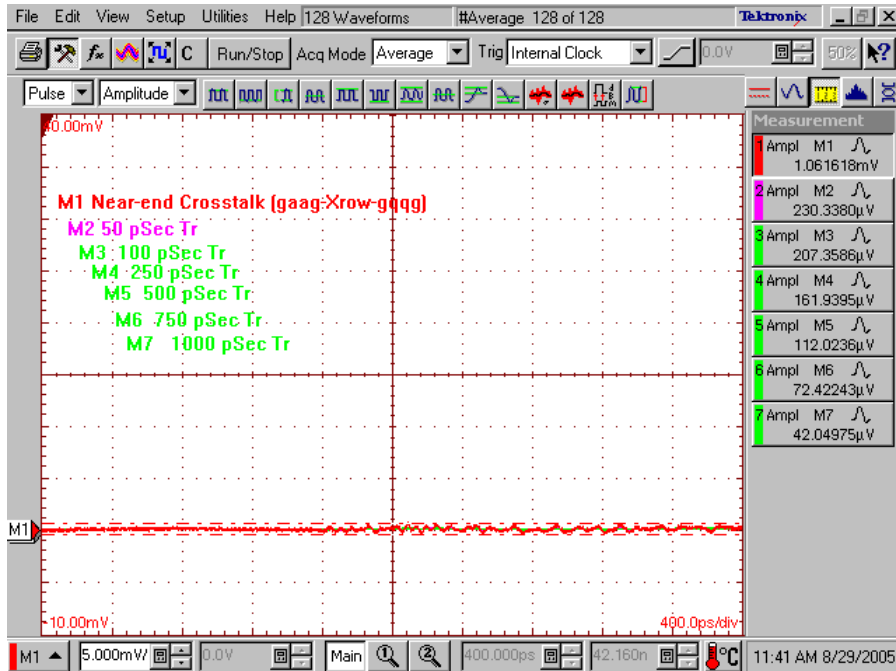 File Edit View Setup Utilities Help 128 Waveforms #Average 128 of 128 Tektronix
fx C Run/Stop Acq Mode Average Trig Internal Clock 0.0V 50% ?
Pulse Amplitude
Measurement
1 Ampl M1
1.061618mV
2 Ampl M2
230.3380µV
3 Ampl M3
207.3586µV
4 Ampl M4
161.9395µV
5 Ampl M5
112.0236µV
6 Ampl M6
72.42243µV
7 Ampl M7
42.04975µV
M1 Near-end Crosstalk (gaag-Xrow-gqqg)
M2 50 pSec Tr
M3 100 pSec Tr
M4 250 pSec Tr
M5 500 pSec Tr
M6 750 pSec Tr
M7 1000 pSec Tr
M1
-10.00mV
400.0ps/div
M1 5.000mV/ 0.0V Main 1 2 400.000ps 42.160n °C 11:41 AM 8/29/2005